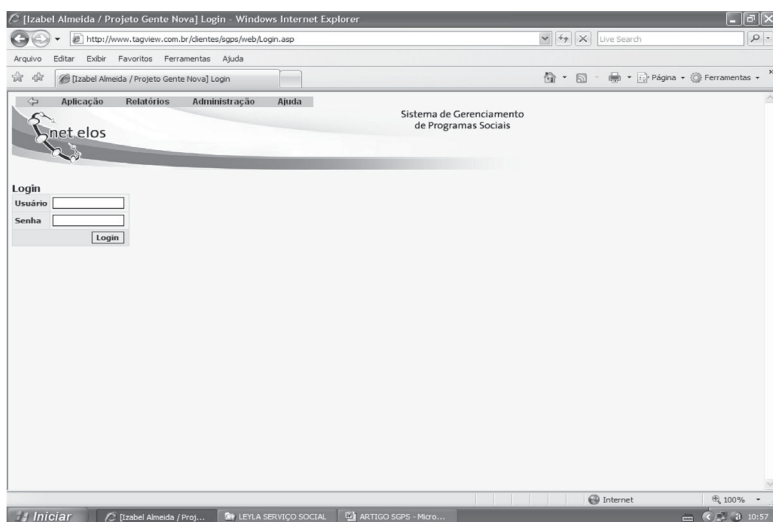 [Izabel Almeida / Projeto Gente Nova] Login - Windows Internet Explorer
http://www.tagview.com.br/clientes/sgps/web/Login.asp
Live Search
Arquivo Editar Exibir Favoritos Ferramentas Ajuda
[Izabel Almeida / Projeto Gente Nova] Login
Página
Ferramentas
Aplicação Relatórios Administração Ajuda
net elos
Sistema de Gerenciamento
de Programas Sociais
Login
Usuário
Senha
Login
Internet
100%
Iniciar
[Izabel Almeida / Proj...
LEYLA SERVIÇO SOCIAL
ARTIGO SGPS - Micro...
10:57